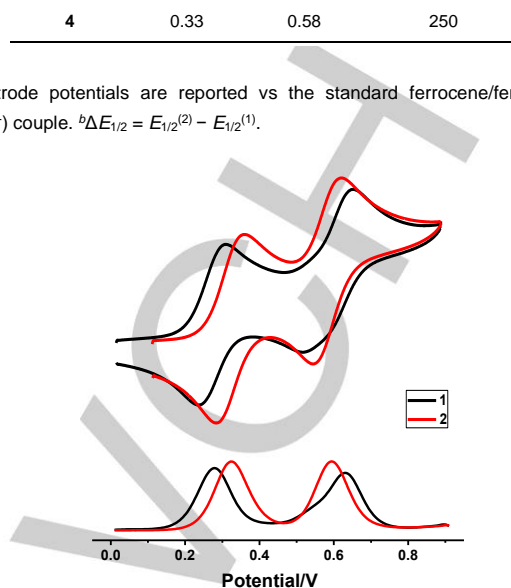 4 0.33 0.58 250
trode potentials are reported vs the standard ferrocene/fer
) couple. ᵇΔE₁/₂ = E₁/₂⁽²⁾ − E₁/₂⁽¹⁾.
1
2
0.0 0.2 0.4 0.6 0.8
Potential/V